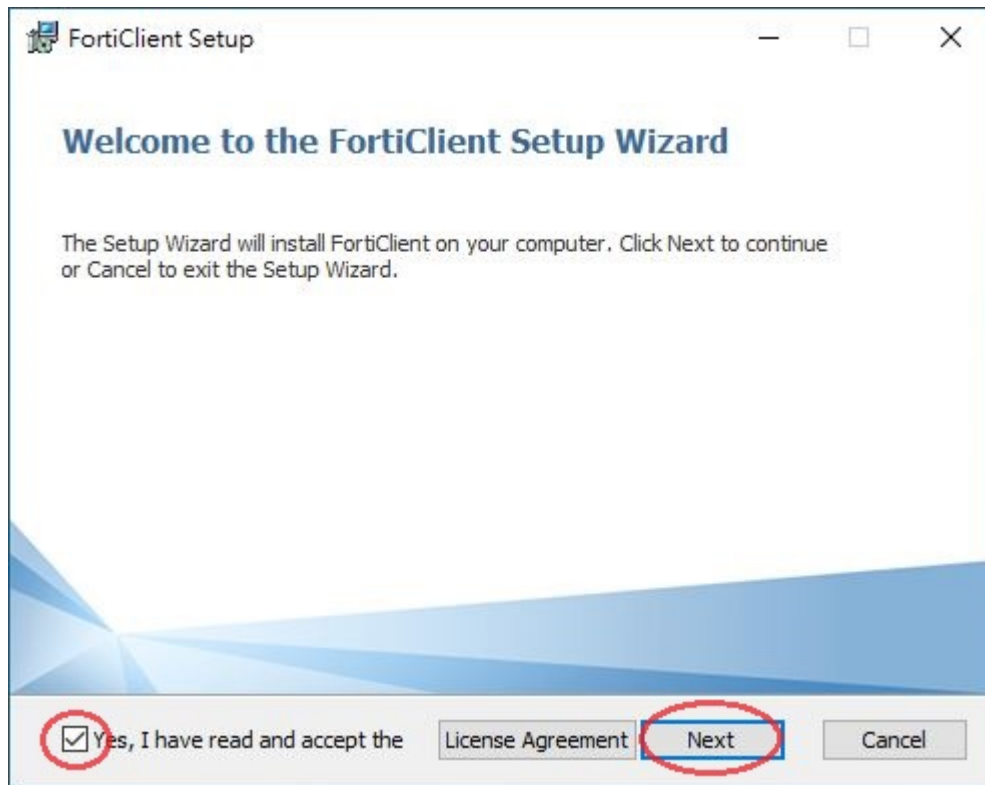 FortiClient Setup
Welcome to the FortiClient Setup Wizard
The Setup Wizard will install FortiClient on your computer. Click Next to continue
or Cancel to exit the Setup Wizard.
Yes, I have read and accept the License Agreement Next Cancel